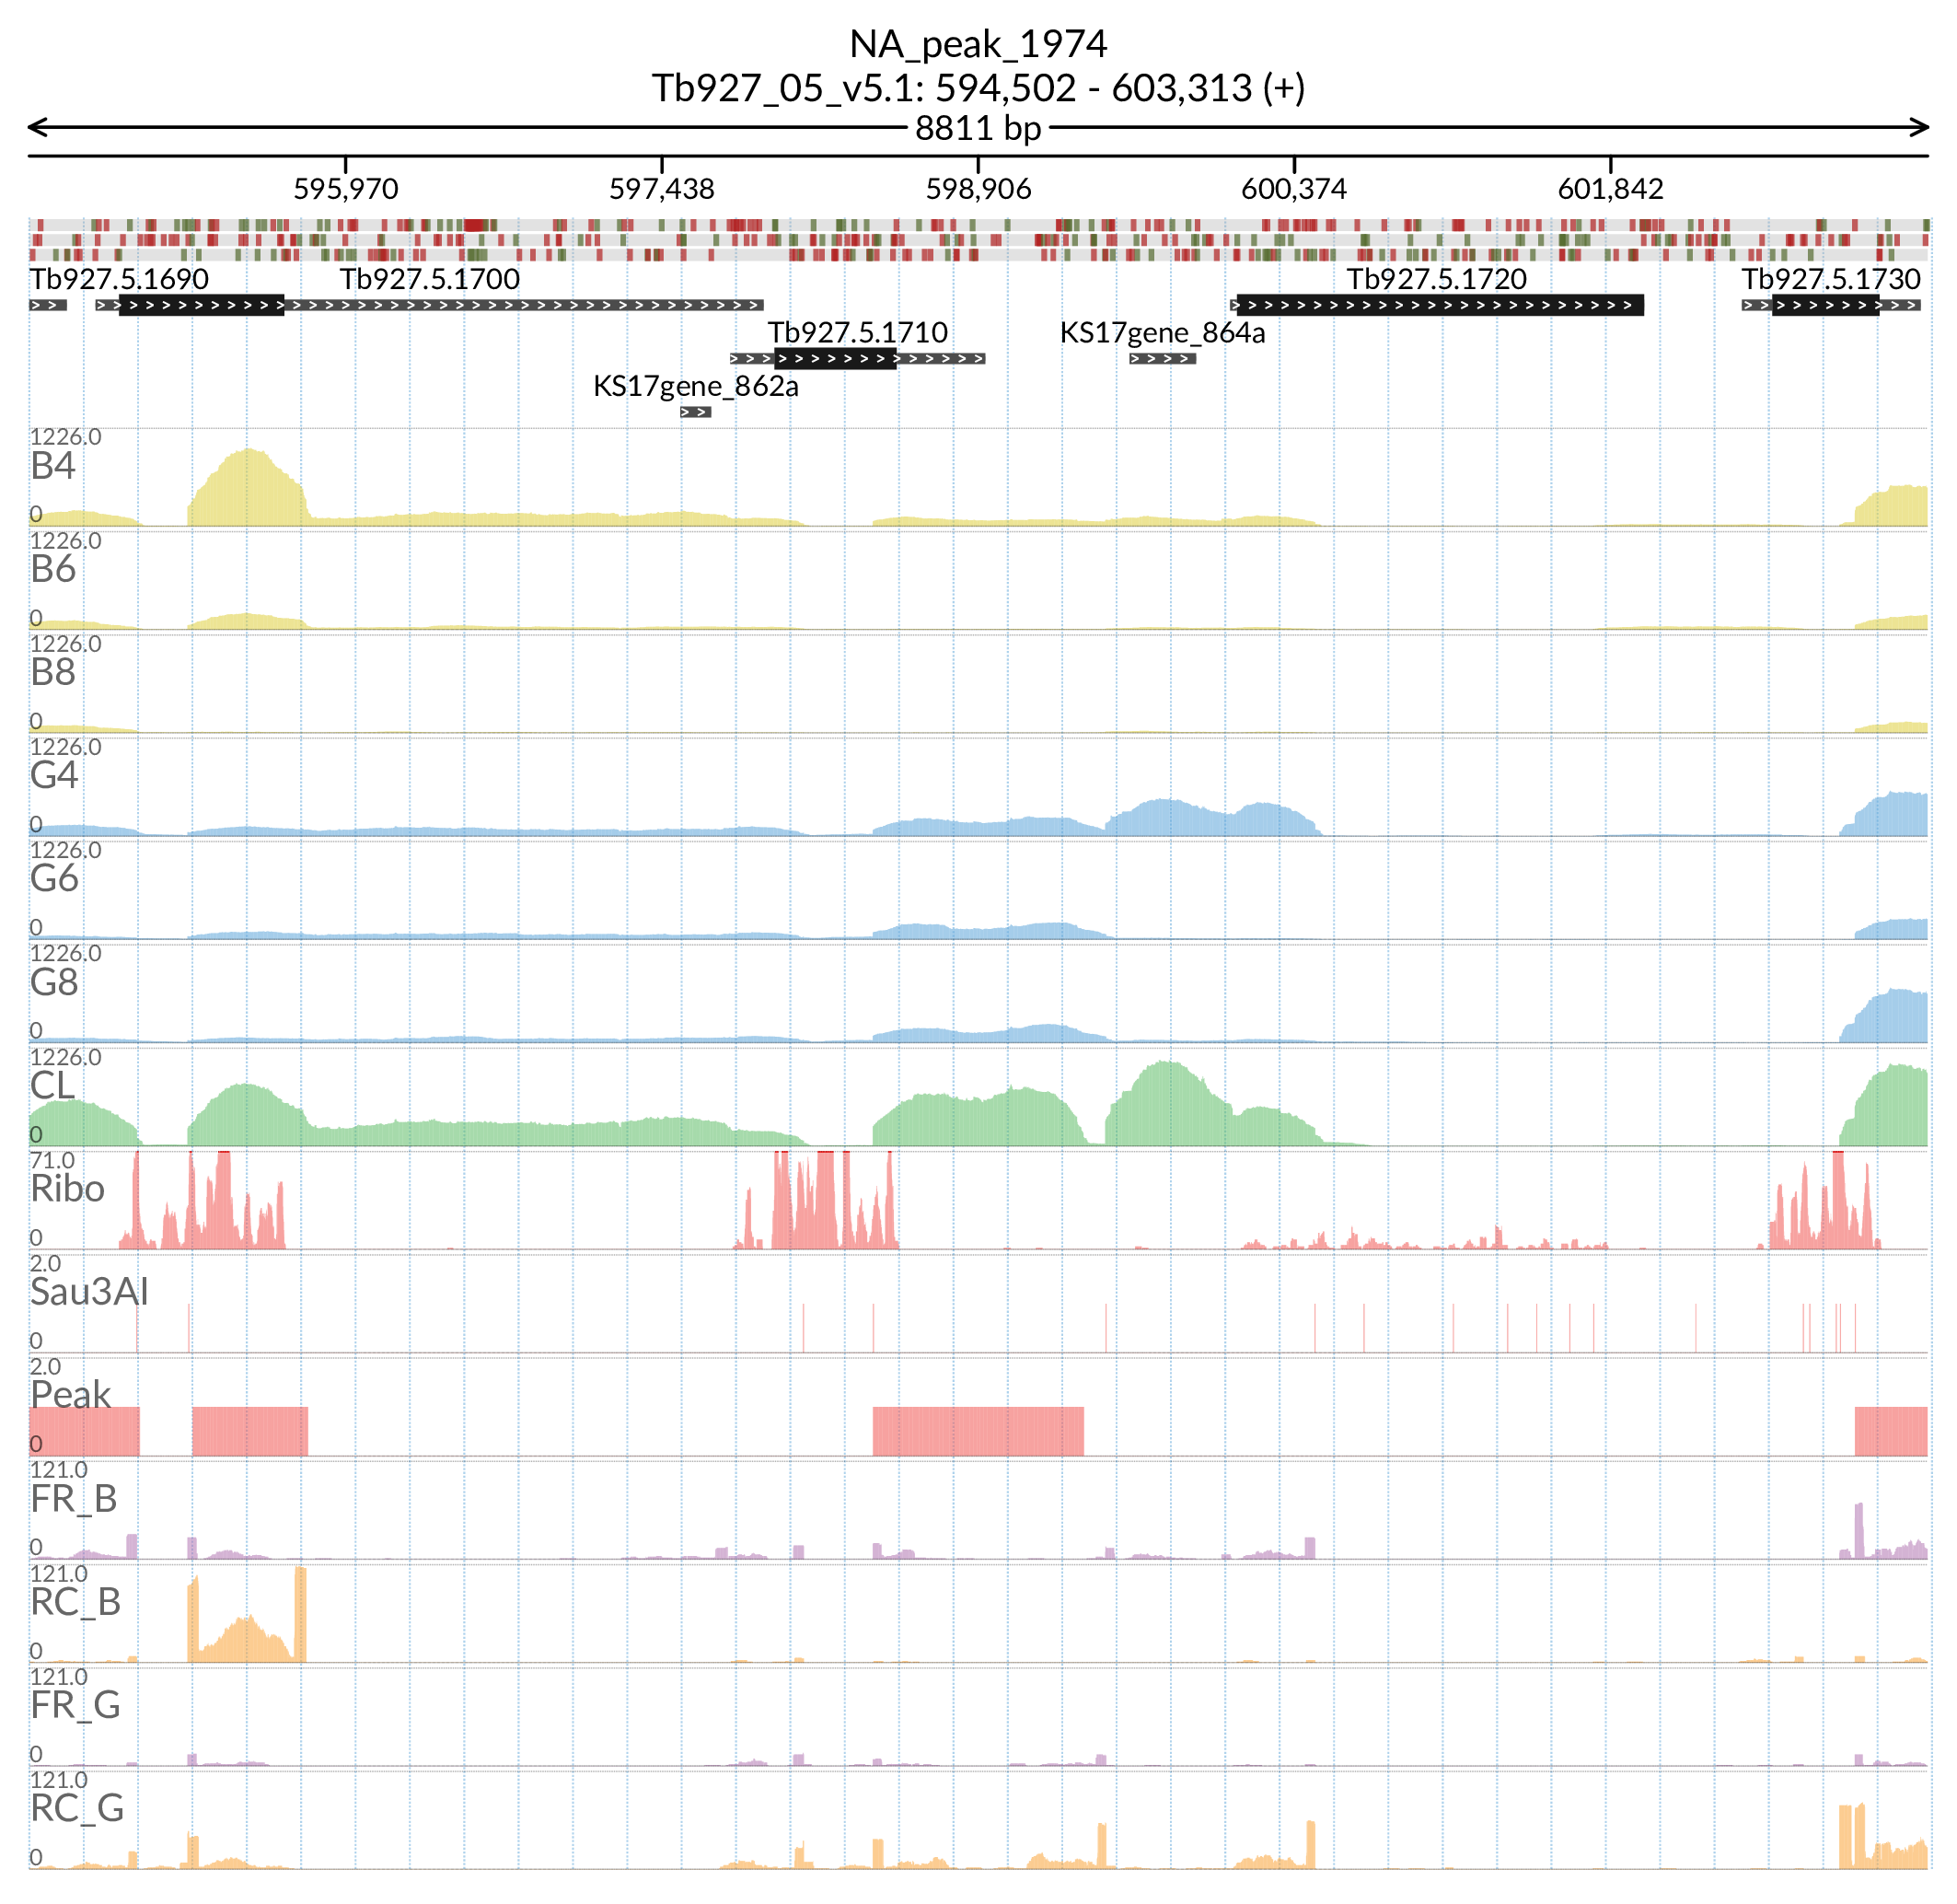 NA_peak_1974
Tb927_05_v5.1: 594,502 - 603,313 (+)
8811 bp
595,970 597,438 598,906 600,374 601,842
Tb927.5.1690 Tb927.5.1700 Tb927.5.1720 Tb927.5.1730
Tb927.5.1710 KS17gene_864a
KS17gene_862a
1226.0
B4
0
1226.0
B6
0
1226.0
B8
0
1226.0
G4
0
1226.0
G6
0
1226.0
G8
0
1226.0
CL
0
71.0
Ribo
0
2.0
Sau3AI
0
2.0
Peak
0
121.0
FR_B
0
121.0
RC_B
0
121.0
FR_G
0
121.0
RC_G
0